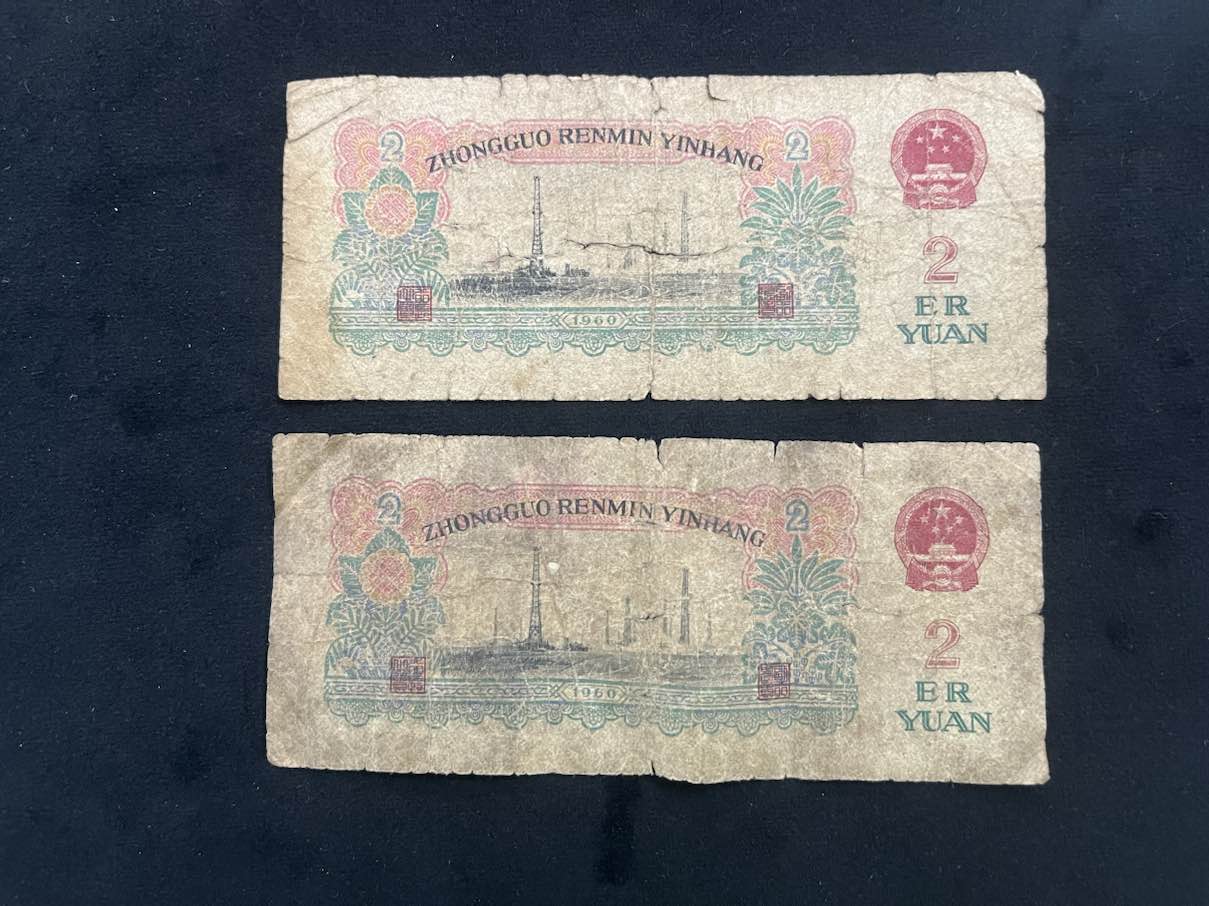 2 ZHONGGUO RENMIN YINHANG 2
2
ER
YUAN
1960
2 ZHONGGUO RENMIN YINHANG 2
2
ER
YUAN
1960